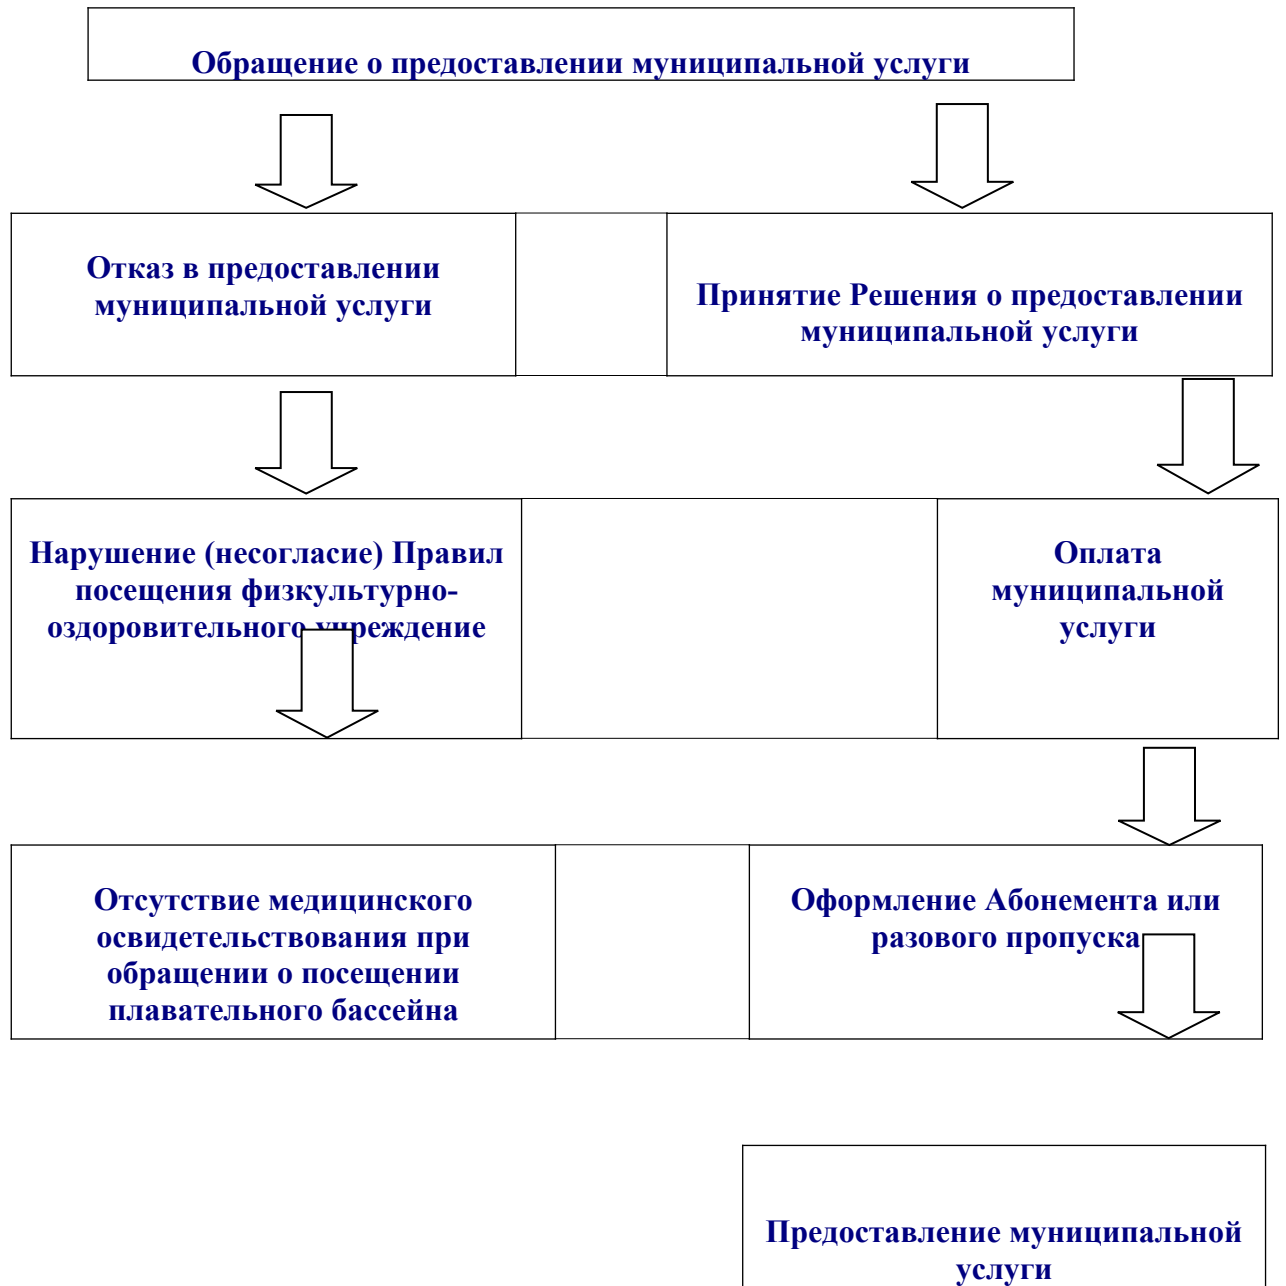 Обращение о предоставлении муниципальной услуги
Отказ в предоставлении
муниципальной услуги
Принятие Решения о предоставлении
муниципальной услуги
Нарушение (несогласие) Правил
посещения физкультурно-
оздоровительного учреждение
Оплата
муниципальной
услуги
Отсутствие медицинского
освидетельствования при
обращении о посещении
плавательного бассейна
Оформление Абонемента или
разового пропуска
Предоставление муниципальной
услуги